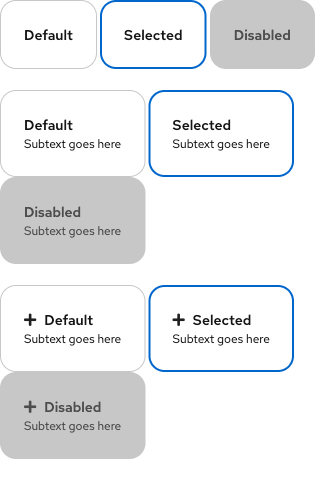 Default Selected Disabled
Default Selected
Subtext goes here Subtext goes here
Disabled
Subtext goes here
+ Default + Selected
Subtext goes here Subtext goes here
+ Disabled
Subtext goes here